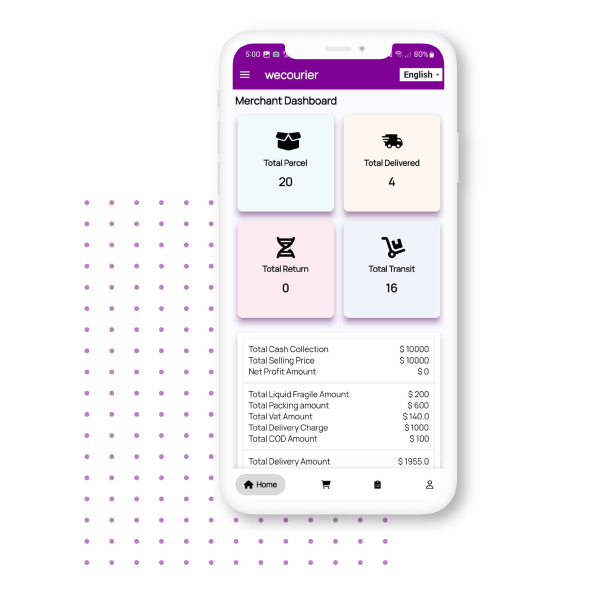 5:00 80%
wecourier English
Merchant Dashboard
Total Parcel Total Delivered
20 4
Total Return Total Transit
0 16
Total Cash Collection $ 10000
Total Selling Price $ 10000
Net Profit Amount $ 0
Total Liquid Fragile Amount $ 200
Total Packing amount $ 600
Total Vat Amount $ 140.0
Total Delivery Charge $ 1000
Total COD Amount $ 100
Total Delivery Amount $ 1955.0
Home